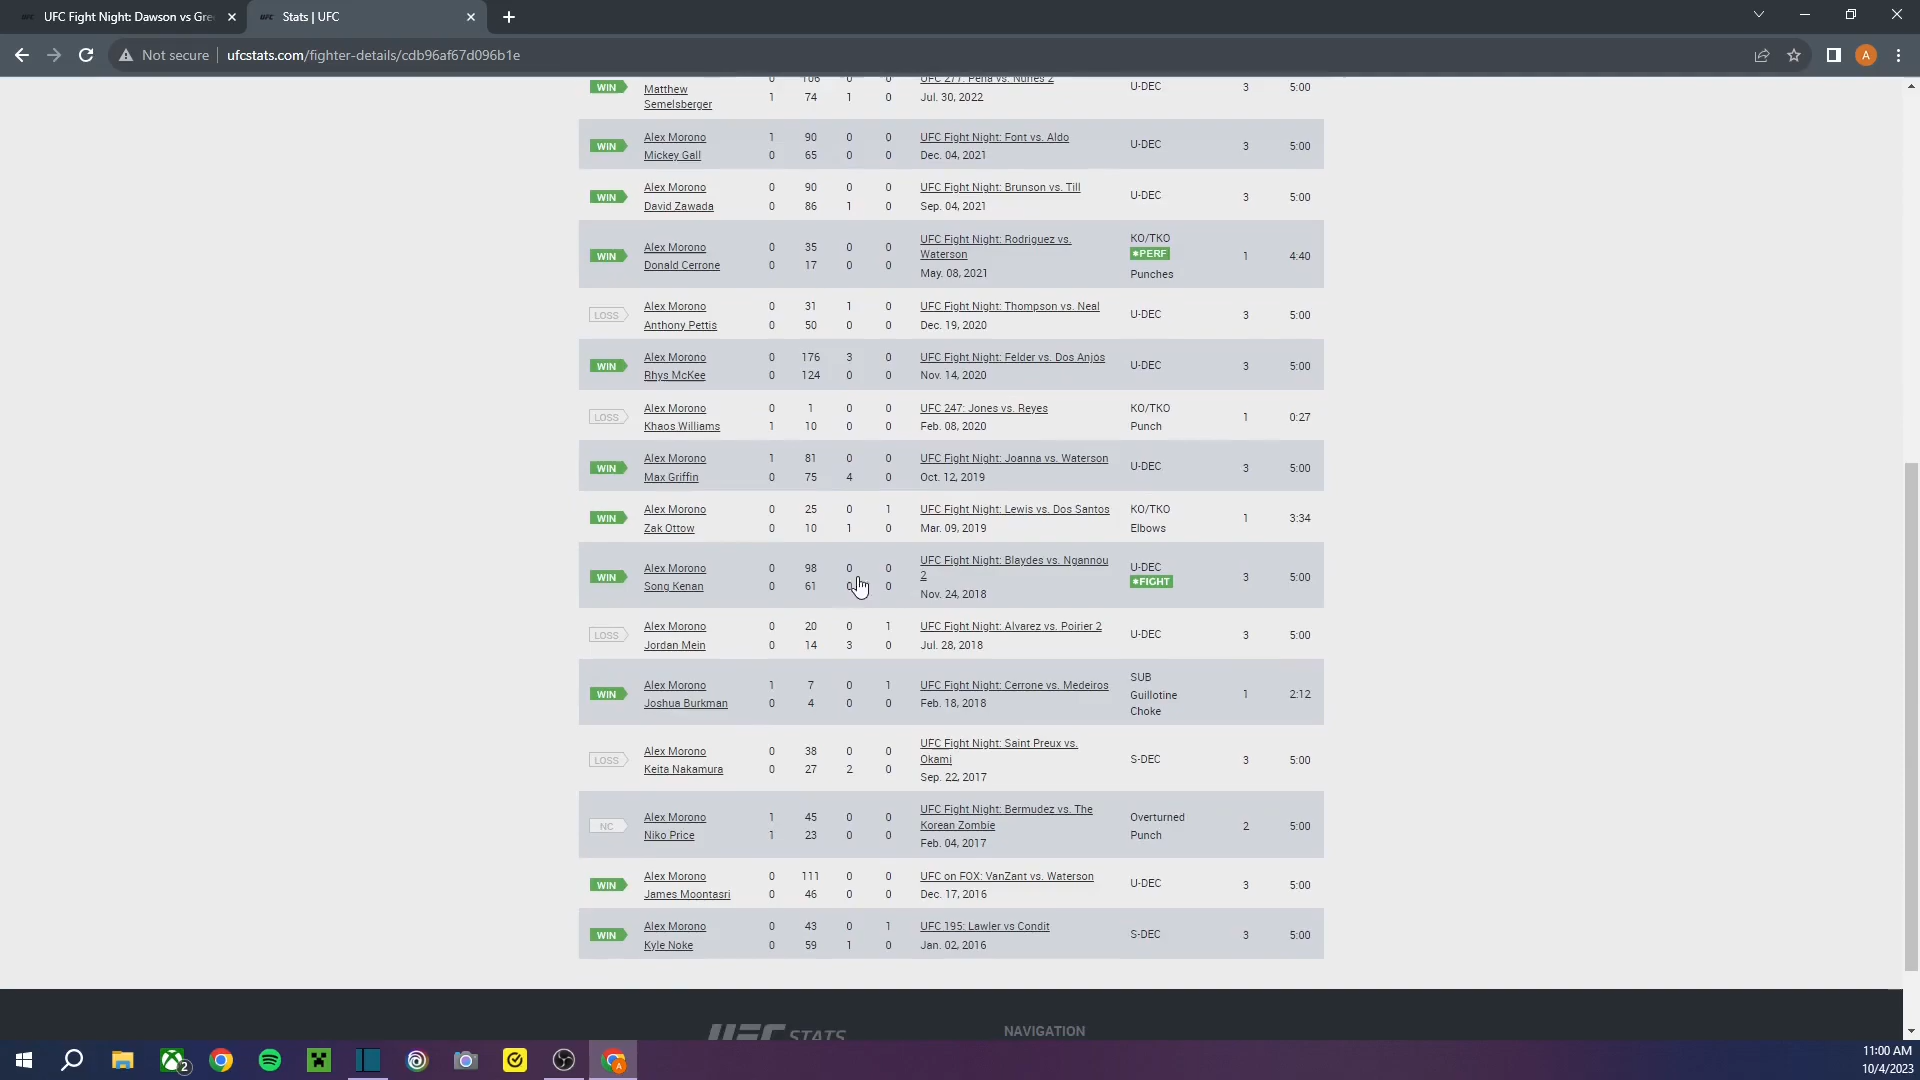 UFC Fight Night: Dawson vs Gre
Stats | UFC
Not secure
ufcstats.com/fighter-details/cdb96af67d096b1e
A
WIN 0 106 0 0 UFC 277: Peña vs. Nunes 2 U-DEC 3 5:00
Matthew 1 74 1 0 Jul. 30, 2022
Semelsberger
WIN Alex Morono 1 90 0 0 UFC Fight Night: Font vs. Aldo U-DEC 3 5:00
Mickey Gall 0 65 0 0 Dec. 04, 2021
WIN Alex Morono 0 90 0 0 UFC Fight Night: Brunson vs. Till U-DEC 3 5:00
David Zawada 0 86 1 0 Sep. 04, 2021
WIN Alex Morono 0 35 0 0 UFC Fight Night: Rodriguez vs. KO/TKO 1 4:40
Waterson *PERF
Donald Cerrone 0 17 0 0 May. 08, 2021 Punches
LOSS Alex Morono 0 31 1 0 UFC Fight Night: Thompson vs. Neal U-DEC 3 5:00
Anthony Pettis 0 50 0 0 Dec. 19, 2020
WIN Alex Morono 0 176 3 0 UFC Fight Night: Felder vs. Dos Anjos U-DEC 3 5:00
Rhys McKee 0 124 0 0 Nov. 14, 2020
LOSS Alex Morono 0 1 0 0 UFC 247: Jones vs. Reyes KO/TKO 1 0:27
Khaos Williams 1 10 0 0 Feb. 08, 2020 Punch
WIN Alex Morono 1 81 0 0 UFC Fight Night: Joanna vs. Waterson U-DEC 3 5:00
Max Griffin 0 75 4 0 Oct. 12, 2019
WIN Alex Morono 0 25 0 1 UFC Fight Night: Lewis vs. Dos Santos KO/TKO 1 3:34
Zak Ottow 0 10 1 0 Mar. 09, 2019 Elbows
WIN Alex Morono 0 98 0 0 UFC Fight Night: Blaydes vs. Ngannou U-DEC 3 5:00
2 *FIGHT
Song Kenan 0 61 0 0 Nov. 24, 2018
LOSS Alex Morono 0 20 0 1 UFC Fight Night: Alvarez vs. Poirier 2 U-DEC 3 5:00
Jordan Mein 0 14 3 0 Jul. 28, 2018
WIN Alex Morono 1 7 0 1 UFC Fight Night: Cerrone vs. Medeiros SUB 1 2:12
Joshua Burkman 0 4 0 0 Feb. 18, 2018 Guillotine
Choke
LOSS Alex Morono 0 38 0 0 UFC Fight Night: Saint Preux vs. S-DEC 3 5:00
Okami
Keita Nakamura 0 27 2 0 Sep. 22, 2017
NC Alex Morono 1 45 0 0 UFC Fight Night: Bermudez vs. The Overturned 2 5:00
Korean Zombie
Niko Price 1 23 0 0 Feb. 04, 2017 Punch
WIN Alex Morono 0 111 0 0 UFC on FOX: VanZant vs. Waterson U-DEC 3 5:00
James Moontasri 0 46 0 0 Dec. 17, 2016
WIN Alex Morono 0 43 0 1 UFC 195: Lawler vs Condit S-DEC 3 5:00
Kyle Noke 0 59 1 0 Jan. 02, 2016
UFC STATS
NAVIGATION
2
A
11:00 AM
10/4/2023